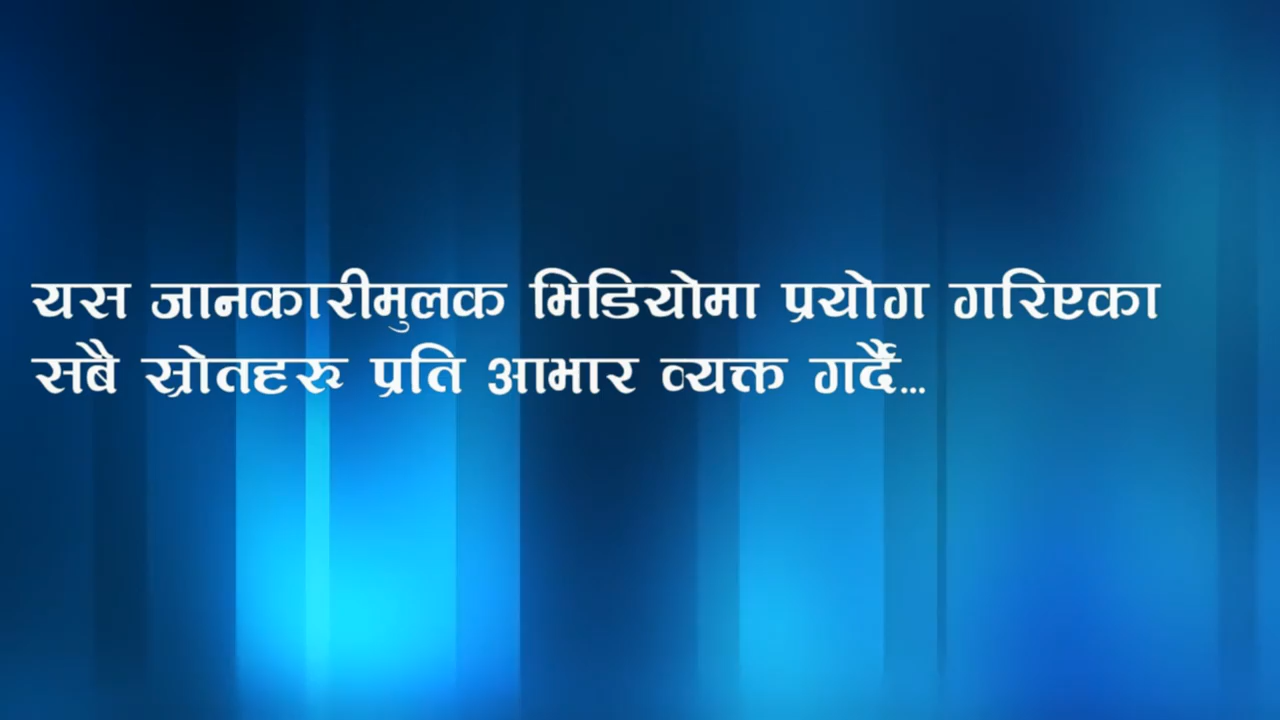 यस जानकारीमुलक भिडियोमा प्रयोग गरिएका
सबै स्रोतहरु प्रति आभार व्यक्त गर्दै...